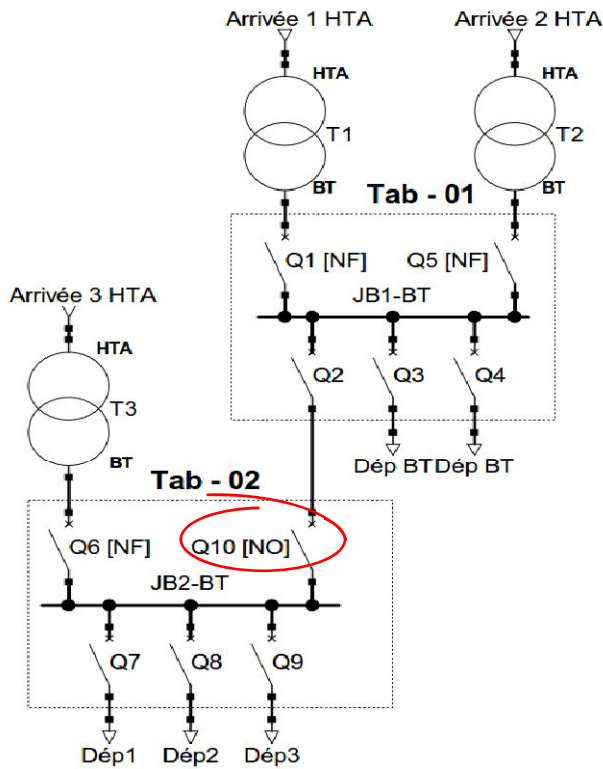 Arrivée 1 HTA
Arrivée 2 HTA
HTA
HTA
T1
T2
BT
BT
Tab - 01
Q1 [NF]
Q5 [NF]
JB1-BT
Arrivée 3 HTA
HTA
Q2
Q3
Q4
T3
BT
Dép BT
Dép BT
Tab - 02
Q6 [NF]
Q10 [NO]
JB2-BT
Q7
Q8
Q9
Dép1
Dép2
Dép3